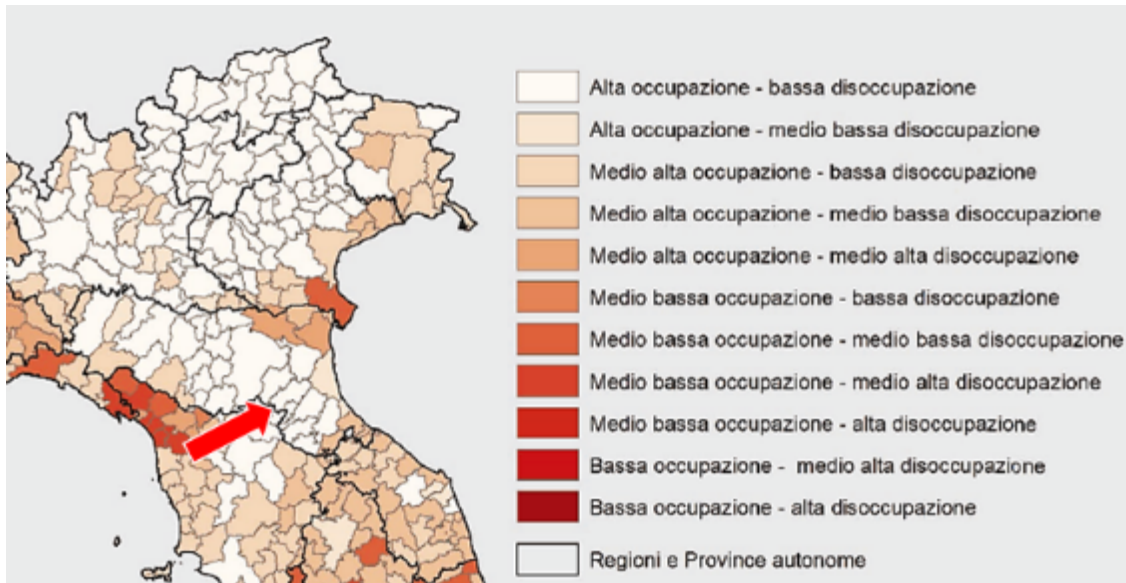 Alta occupazione - bassa disoccupazione
Alta occupazione - medio bassa disoccupazione
Medio alta occupazione - bassa disoccupazione
Medio alta occupazione - medio bassa disoccupazione
Medio alta occupazione - medio alta disoccupazione
Medio bassa occupazione - bassa disoccupazione
Medio bassa occupazione - medio bassa disoccupazione
Medio bassa occupazione - medio alta disoccupazione
Medio bassa occupazione - alta disoccupazione
Bassa occupazione - medio alta disoccupazione
Bassa occupazione - alta disoccupazione
Regioni e Province autonome